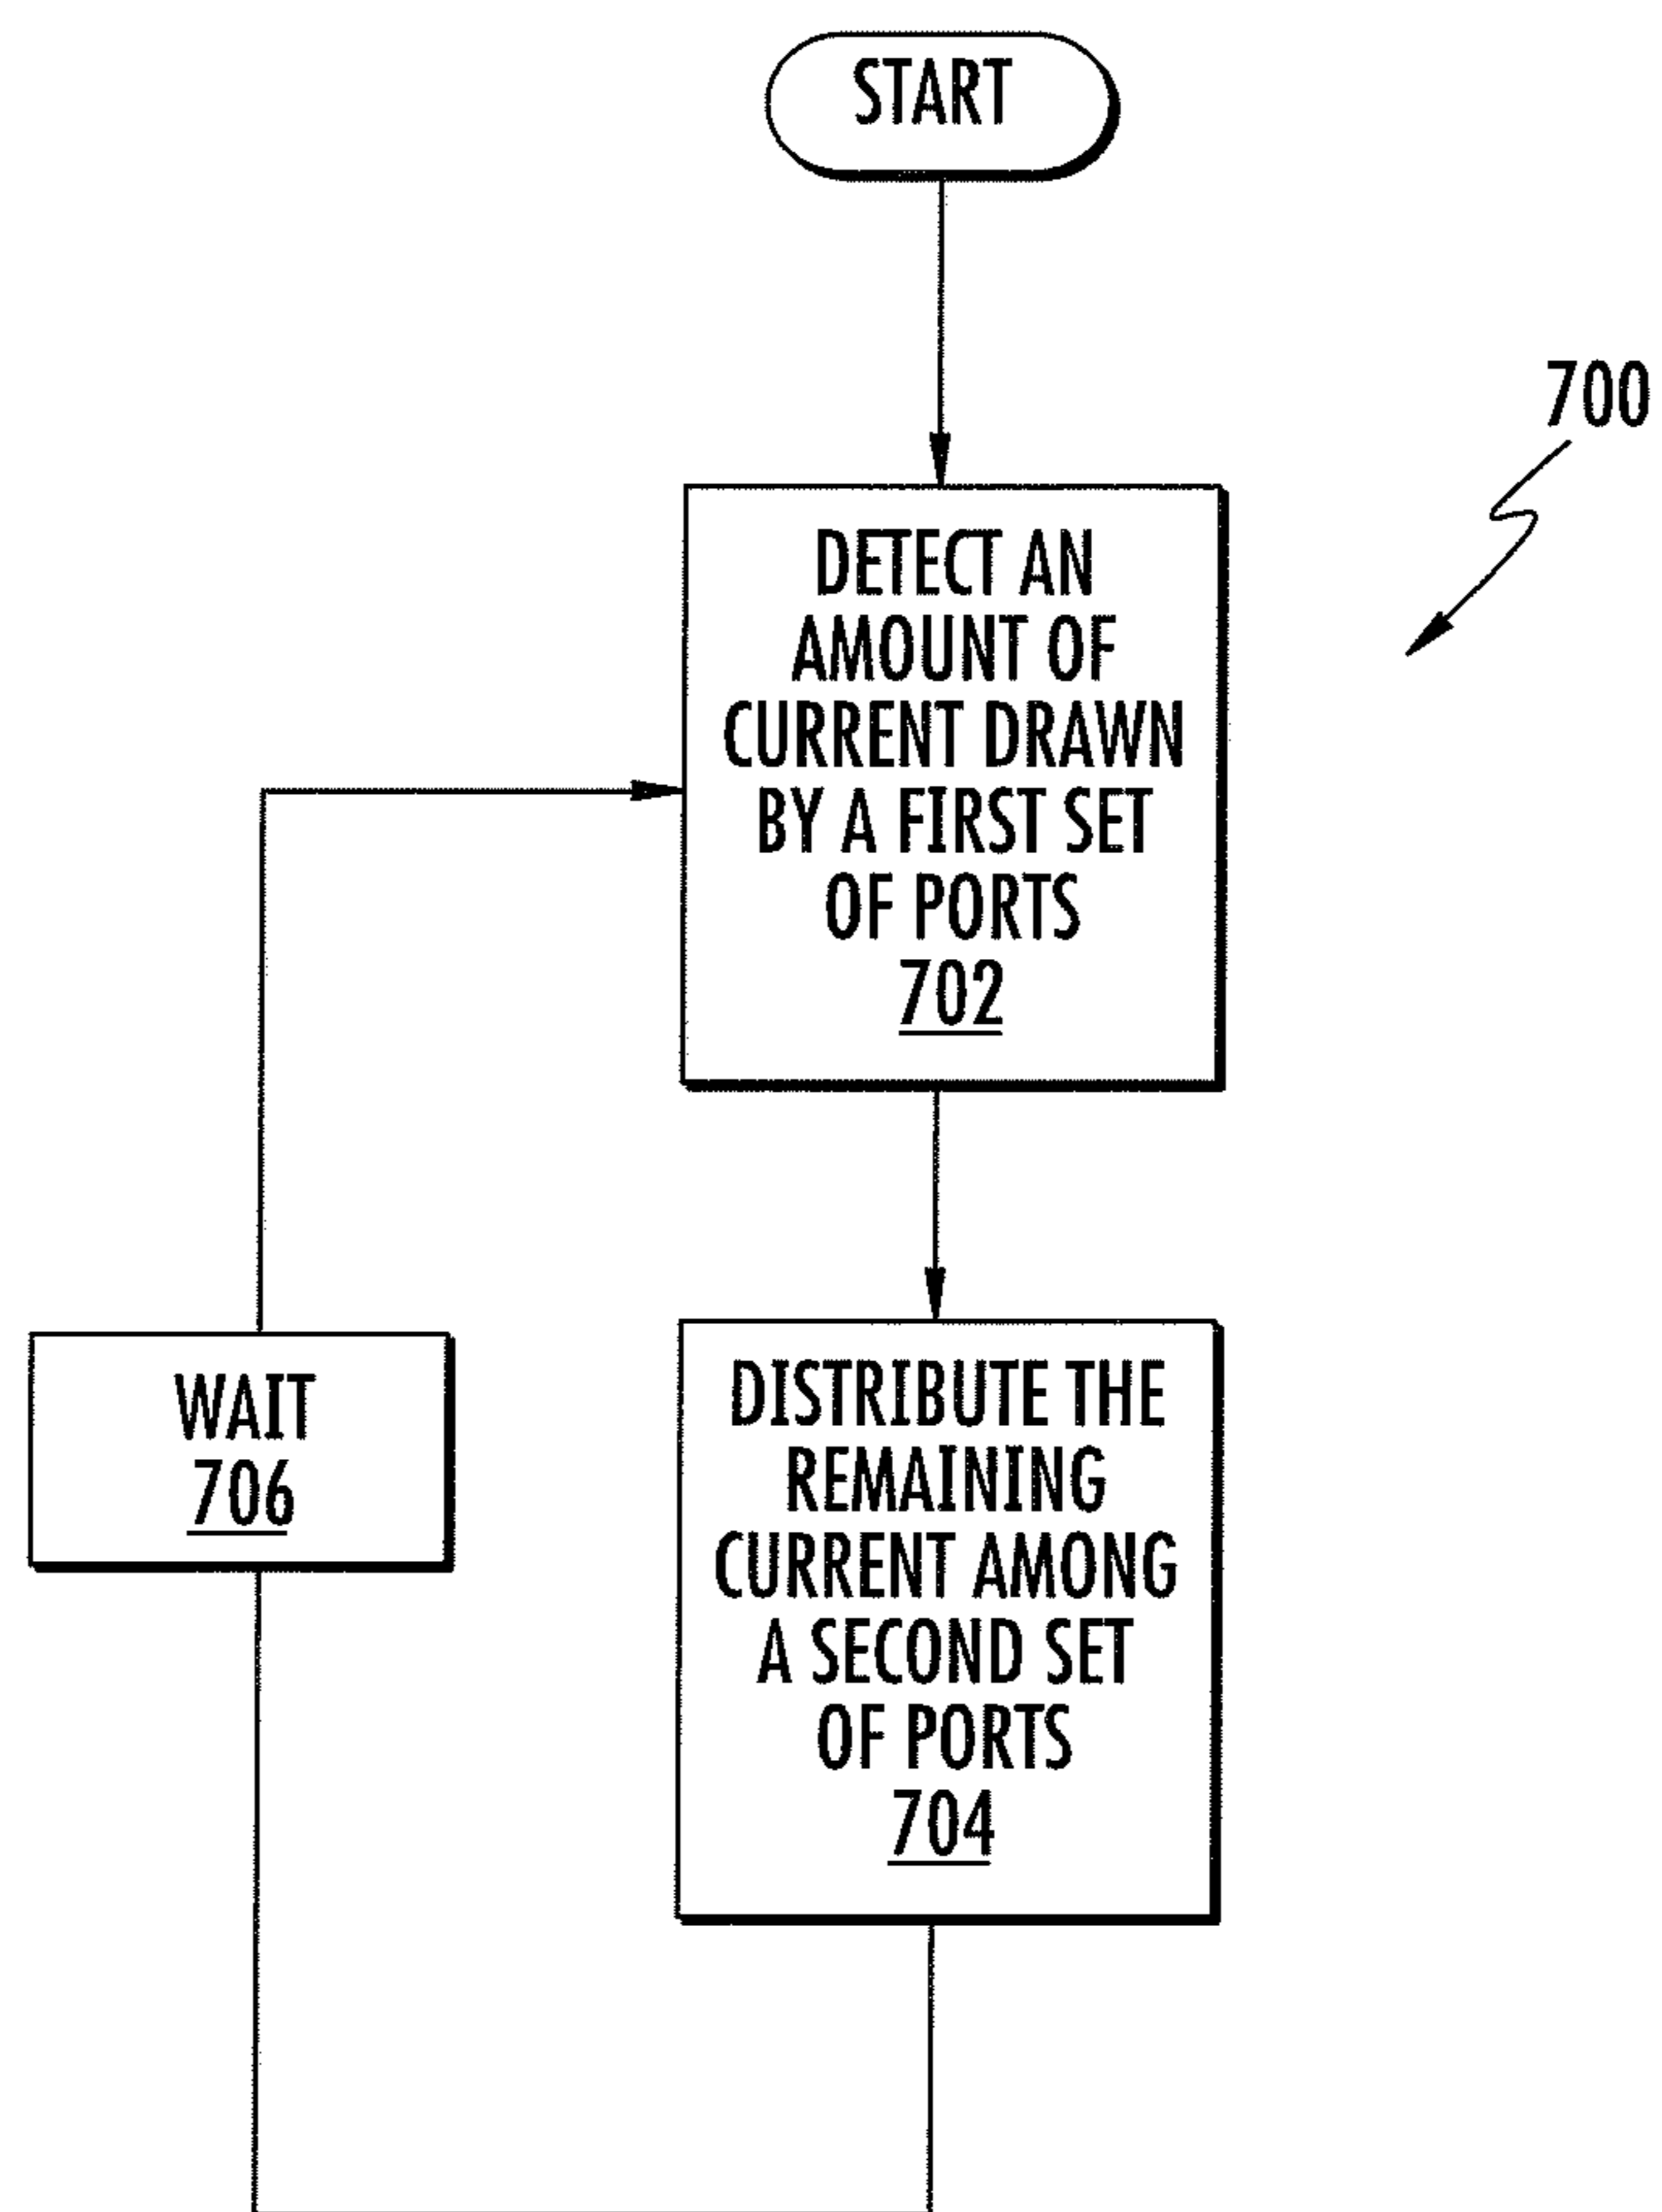 START
700
DETECT AN
AMOUNT OF
CURRENT DRAWN
BY A FIRST SET
OF PORTS
702
DISTRIBUTE THE
REMAINING
CURRENT AMONG
A SECOND SET
OF PORTS
704
WAIT
706